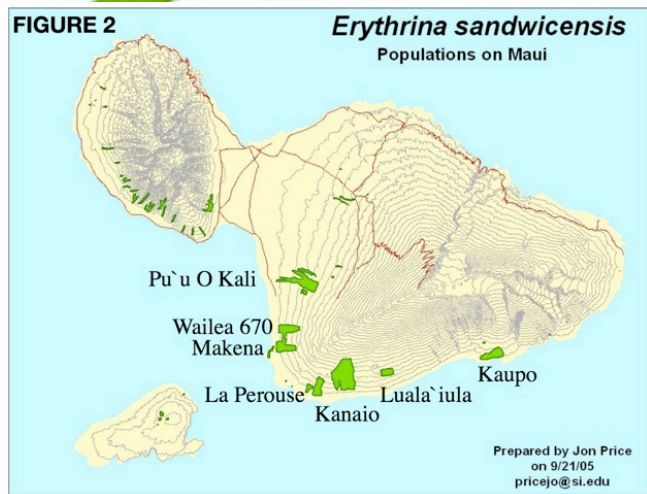 FIGURE 2
Erythrina sandwicensis
Populations on Maui
Pu`u O Kali
Wailea 670
Makena
La Perouse
Kanaio
Luala`iula
Kaupo
Prepared by Jon Price
on 9/21/05
pricejo@si.edu